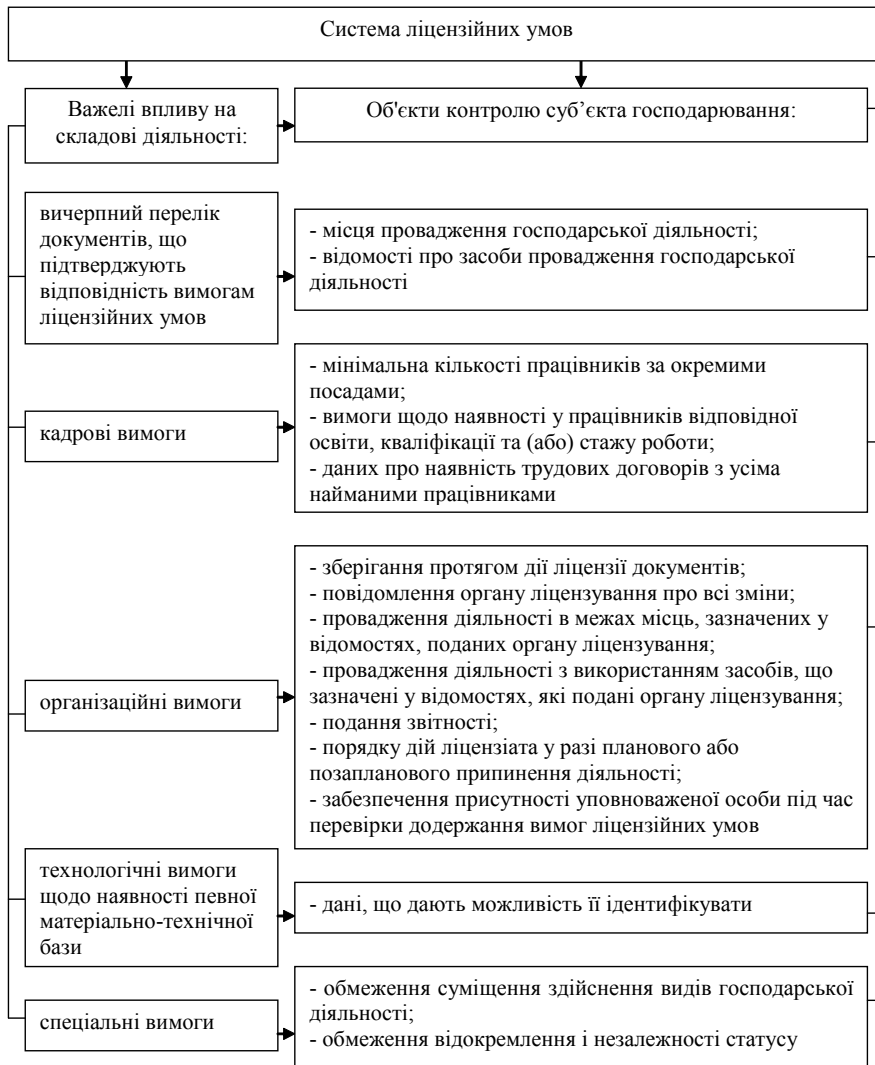 Система ліцензійних умов
Важелі впливу на
складові діяльності:
Об'єкти контролю суб’єкта господарювання:
вичерпний перелік
документів, що
підтверджують
відповідність вимогам
ліцензійних умов
- місця провадження господарської діяльності;
- відомості про засоби провадження господарської
діяльності
кадрові вимоги
- мінімальна кількості працівників за окремими
посадами;
- вимоги щодо наявності у працівників відповідної
освіти, кваліфікації та (або) стажу роботи;
- даних про наявність трудових договорів з усіма
найманими працівниками
організаційні вимоги
- зберігання протягом дії ліцензії документів;
- повідомлення органу ліцензування про всі зміни;
- провадження діяльності в межах місць, зазначених у
відомостях, поданих органу ліцензування;
- провадження діяльності з використанням засобів, що
зазначені у відомостях, які подані органу ліцензування;
- подання звітності;
- порядку дій ліцензіата у разі планового або
позапланового припинення діяльності;
- забезпечення присутності уповноваженої особи під час
перевірки додержання вимог ліцензійних умов
технологічні вимоги
щодо наявності певної
матеріально-технічної
бази
- дані, що дають можливість її ідентифікувати
спеціальні вимоги
- обмеження суміщення здійснення видів господарської
діяльності;
- обмеження відокремлення і незалежності статусу